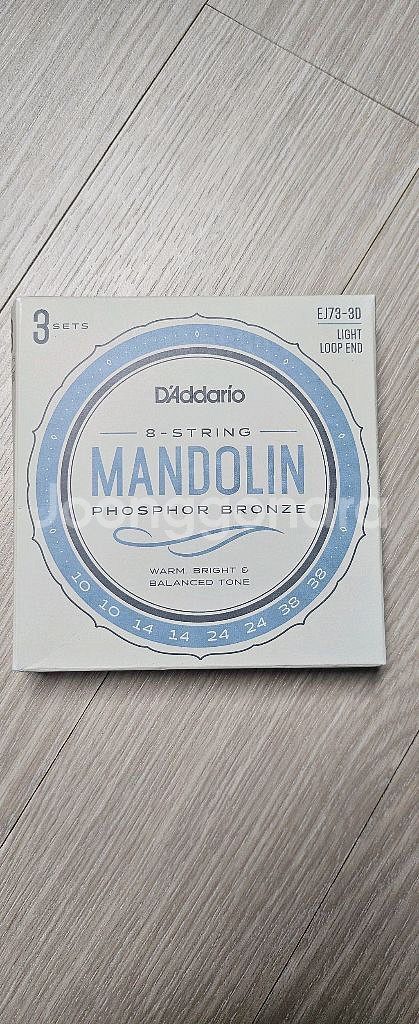 3 SETS
EJ73-3D
LIGHT
LOOP END
D'Addario
8-STRING
MANDOLIN
PHOSPHOR BRONZE
WARM, BRIGHT &
BALANCED TONE
10 10 14 14 24 24 38 38
Joonggonara